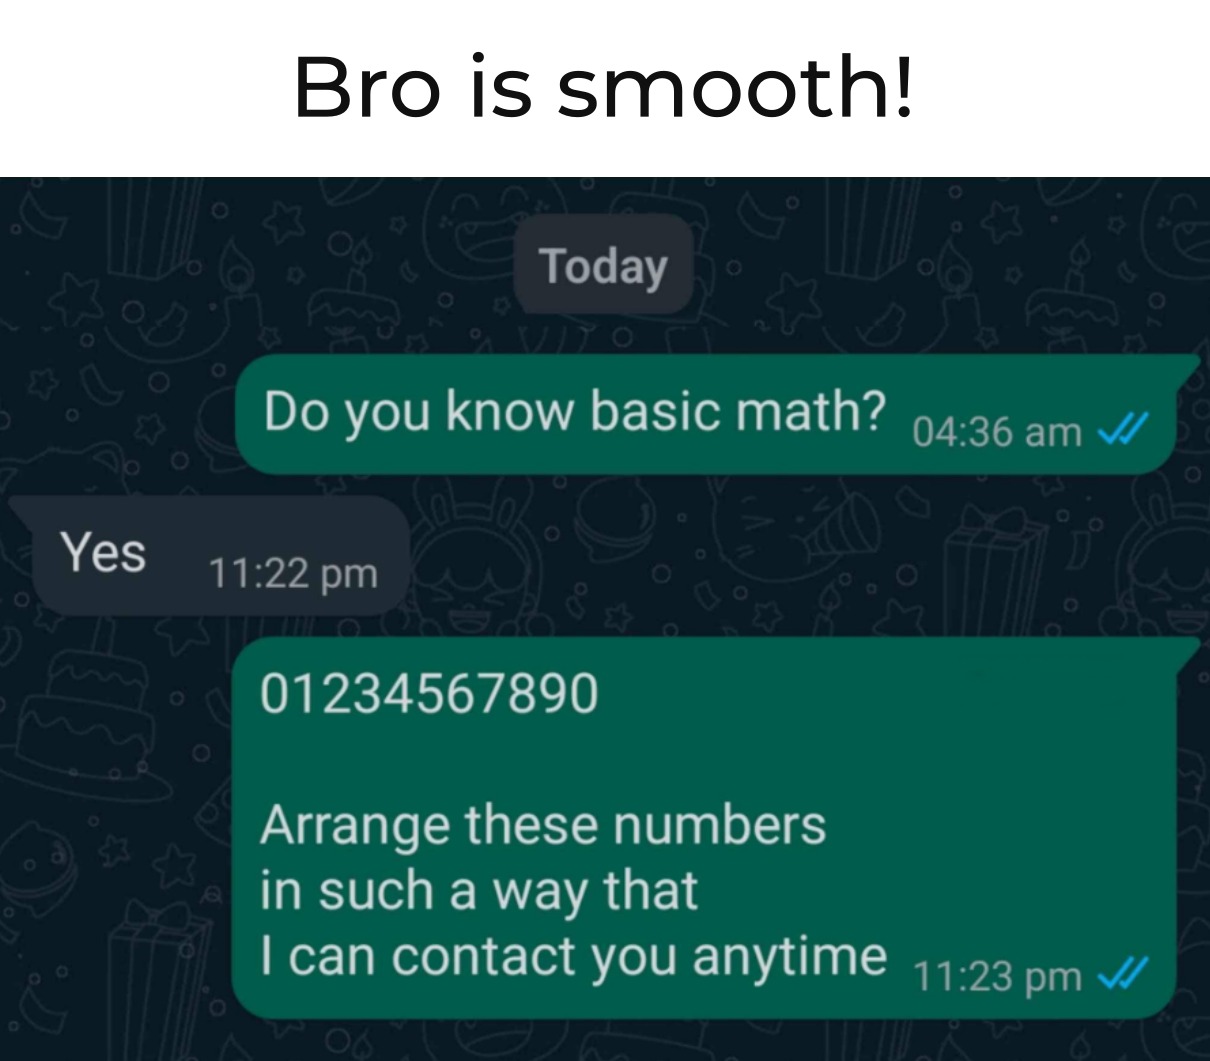 Bro is smooth!
Today
Do you know basic math?
04:36 am
Yes
11:22 pm
01234567890
Arrange these numbers
in such a way that
I can contact you anytime
11:23 pm